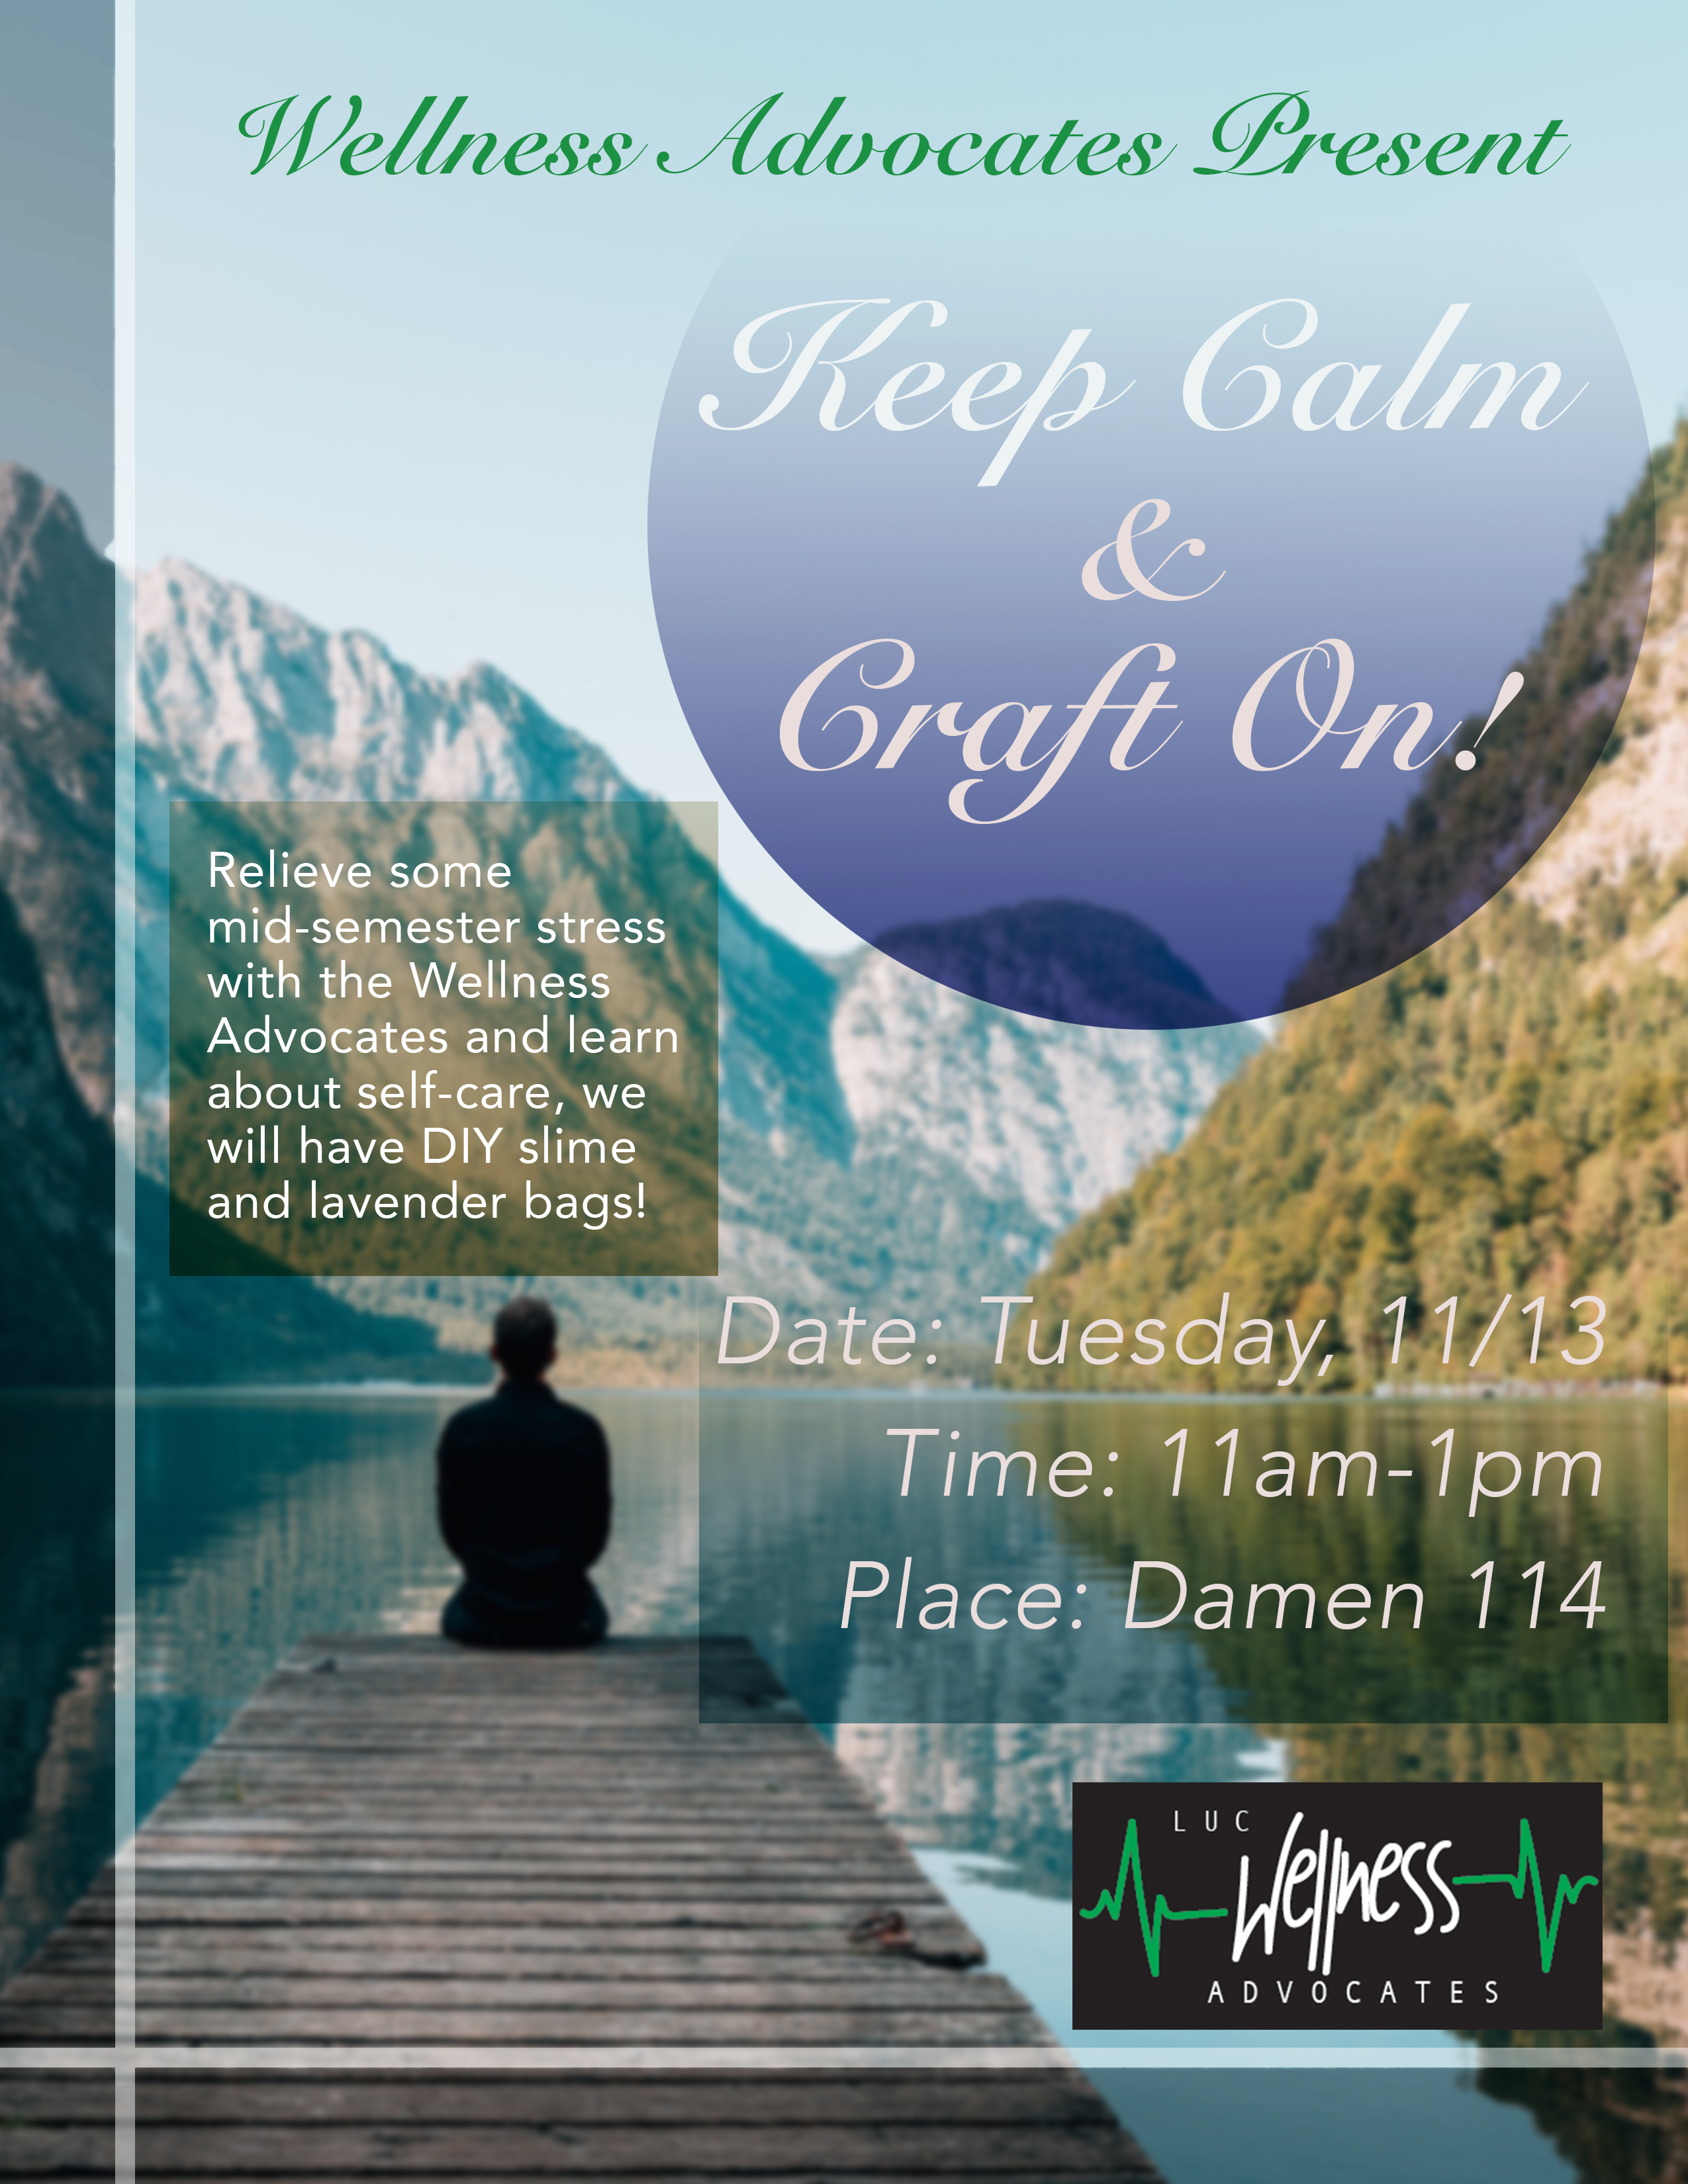 Wellness Advocates Present
Keep Calm
&
Craft On!
Relieve some
mid-semester stress
with the Wellness
Advocates and learn
about self-care, we
will have DIY slime
and lavender bags!
Date: Tuesday, 11/13
Time: 11am-1pm
Place: Damen 114
LUC
Wellness
ADVOCATES